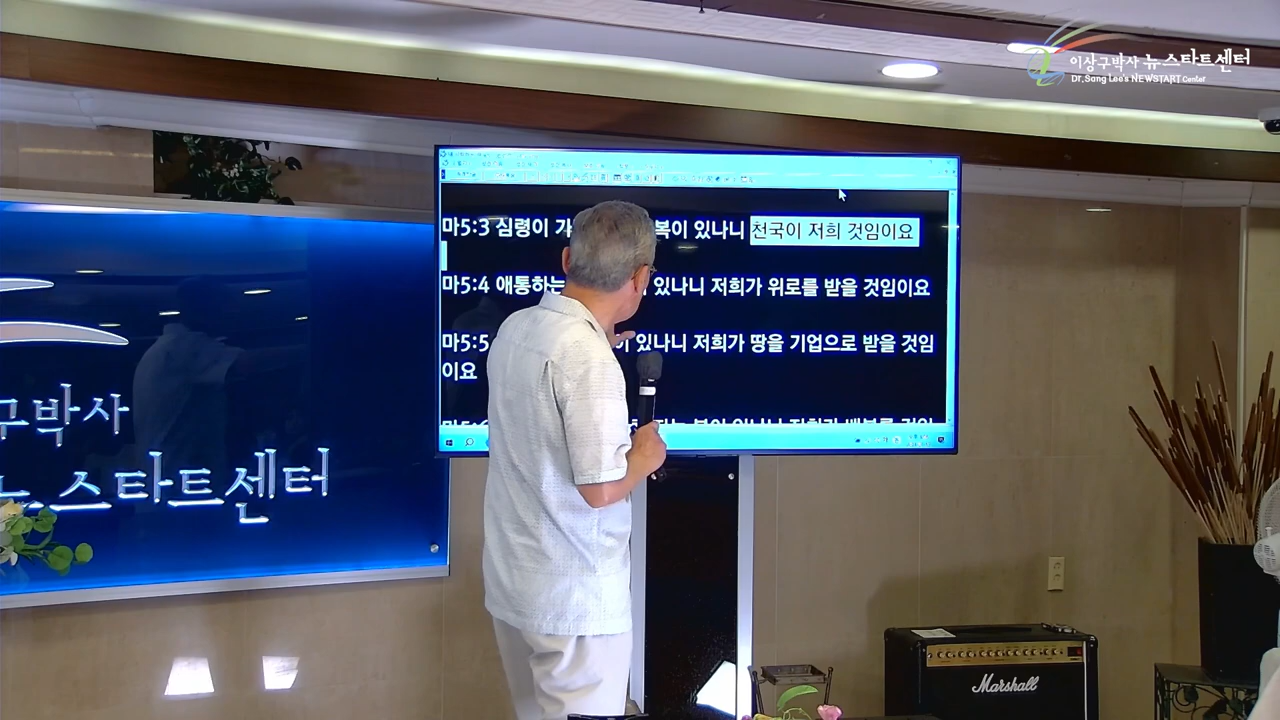 이상구박사 뉴스타트센터
Dr. Sang Lee's NEWSTART Center
마5:3 심령이 가 복이 있나니 천국이 저희 것임이요
마5:4 애통하는 있나니 저희가 위로를 받을 것임이요
마5:5 있나니 저희가 땅을 기업으로 받을 것임
이요
구박사
스타트센터
Marshall